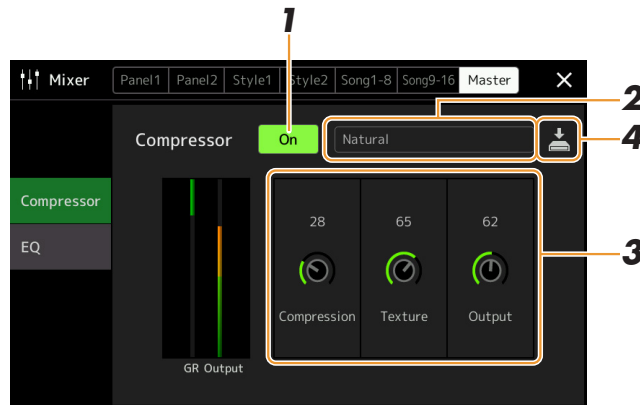 1
Mixer Panel1 Panel2 Style1 Style2 Song1-8 Song9-16 Master
2
Compressor On Natural
4
Compressor
28 65 62
EQ
3
Compression Texture Output
GR Output